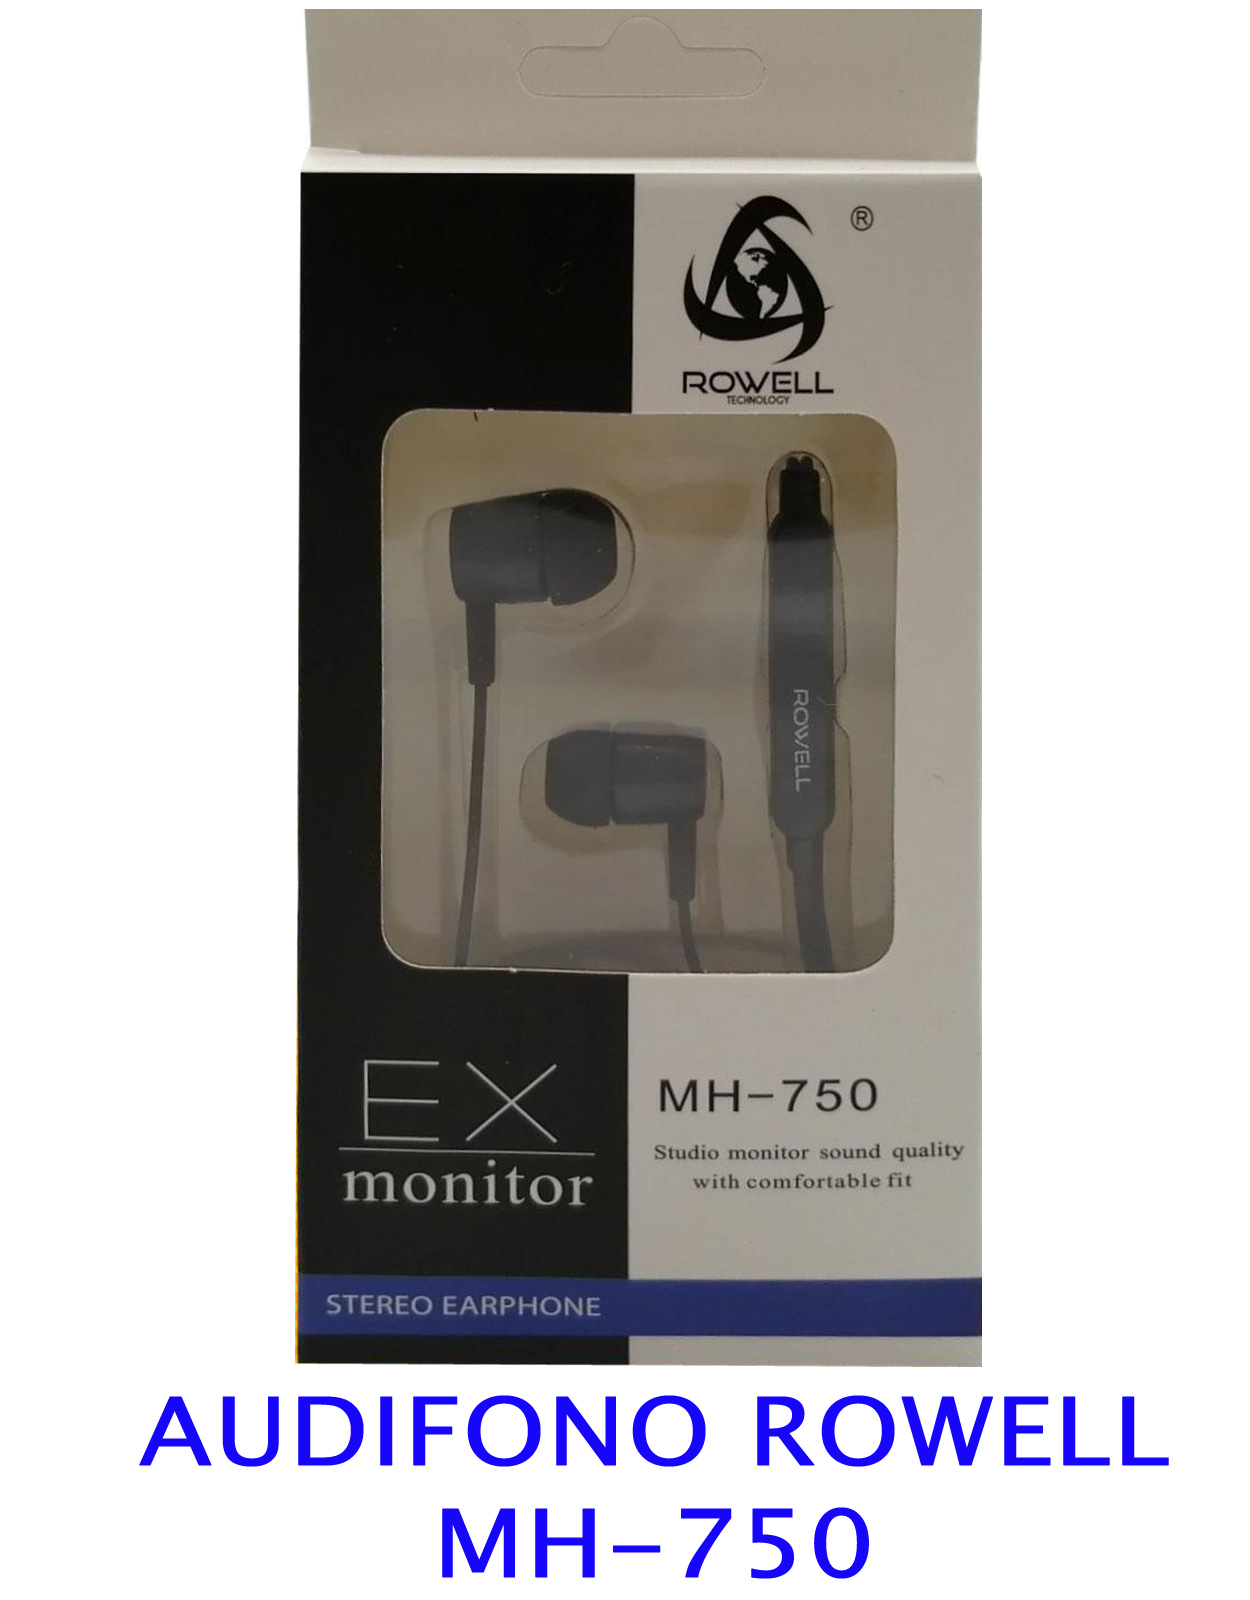 ®
ROWELL
TECHNOLOGY
ROWELL
EX
monitor
MH-750
Studio monitor sound quality
with comfortable fit
STEREO EARPHONE
AUDIFONO ROWELL
MH-750